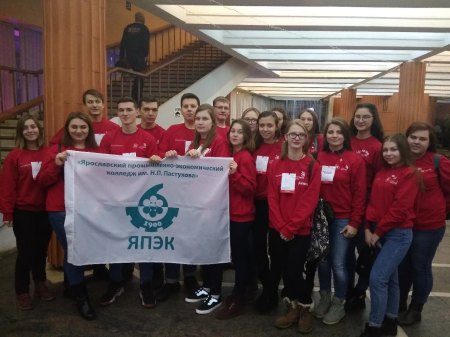 «Ярославский промышленно-экономический
колледж им. Н.П. Пастухова»
1900
ЯПЭК